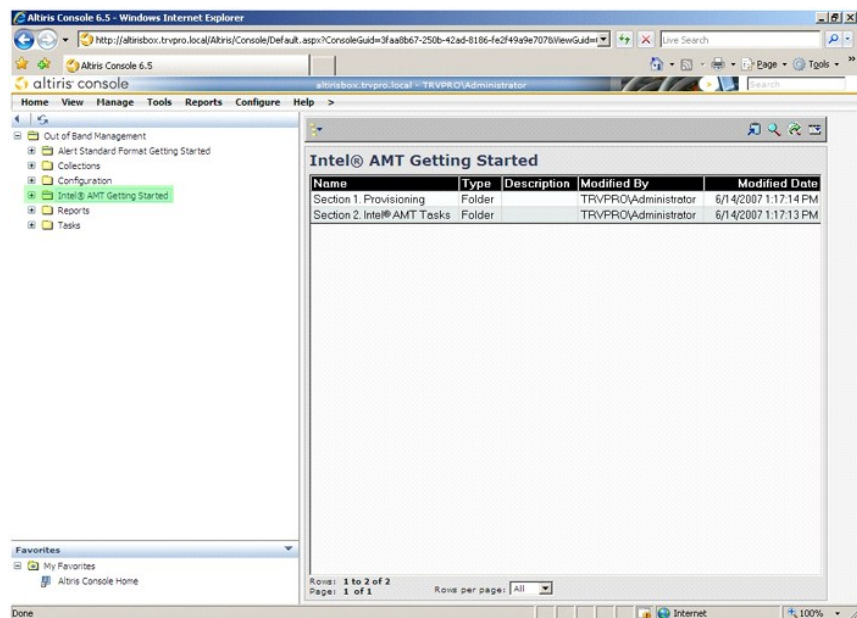 Altiris Console 6.5 - Windows Internet Explorer
http://altirisbox.trvpro.local/Altiris/Console/Default.aspx?ConsoleGuid=3faa8b67-250b-42ad-8186-fe2f49a9e707&ViewGuid=
Live Search
Altiris Console 6.5
Page
Tools
altiris console
altirisbox.trvpro.local - TRVPRO\Administrator
Search
Home View Manage Tools Reports Configure Help >
Out of Band Management
Alert Standard Format Getting Started
Collections
Configuration
Intel® AMT Getting Started
Reports
Tasks
Intel® AMT Getting Started
Name Type Description Modified By Modified Date
Section 1. Provisioning Folder TRVPRO\Administrator 6/14/2007 1:17:14 PM
Section 2. Intel® AMT Tasks Folder TRVPRO\Administrator 6/14/2007 1:17:13 PM
Favorites
My Favorites
Altiris Console Home
Rows: 1 to 2 of 2
Page: 1 of 1
Rows per page: All
Done
Internet
100%